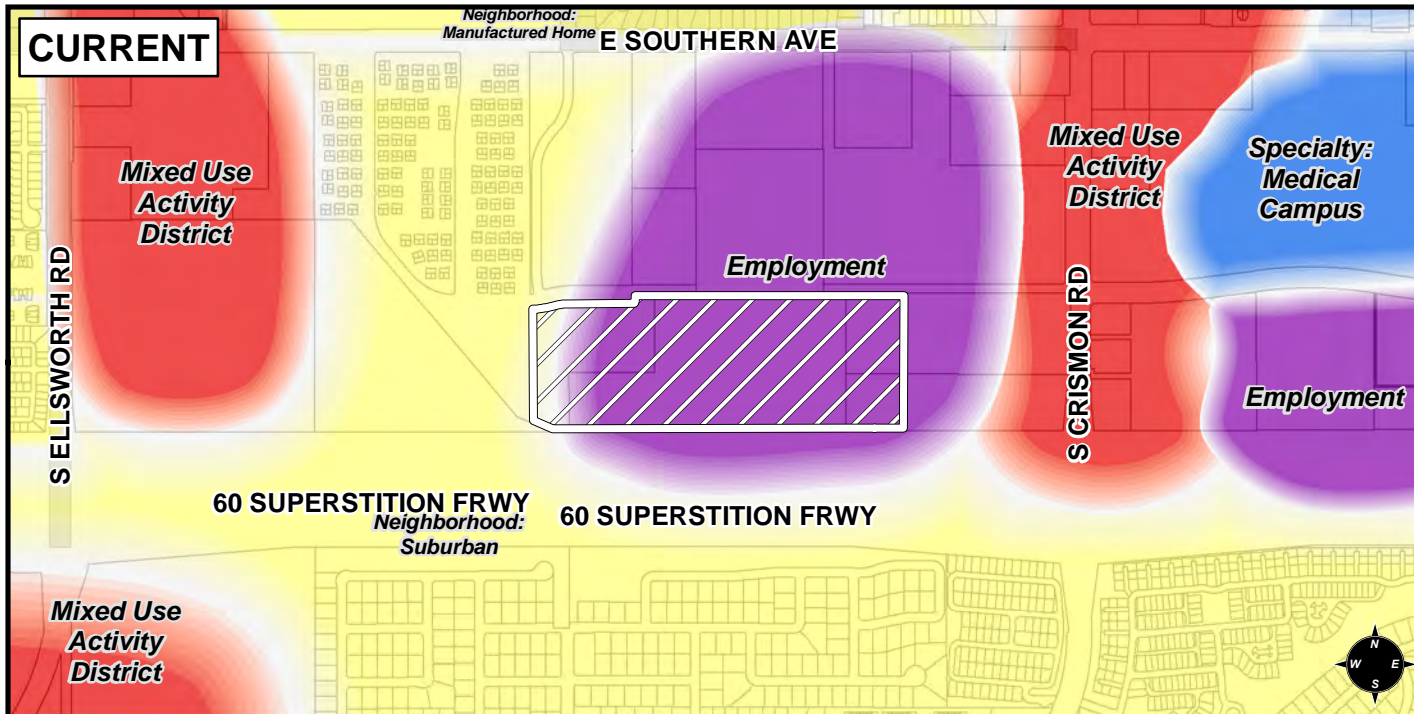 CURRENT
Neighborhood:
Manufactured Home
E SOUTHERN AVE
Mixed Use
Activity
District
Mixed Use
Activity
District
Specialty:
Medical
Campus
S ELLSWORTH RD
Employment
S CRISMON RD
Employment
60 SUPERSTITION FRWY
60 SUPERSTITION FRWY
Neighborhood:
Suburban
Mixed Use
Activity
District
N
W E
S